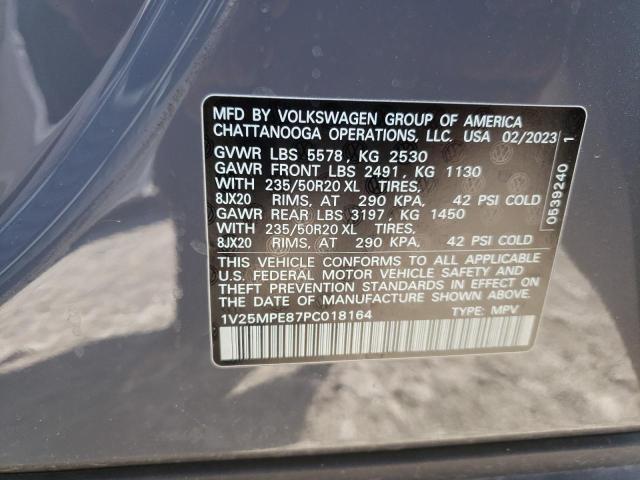 MFD BY VOLKSWAGEN GROUP OF AMERICA
CHATTANOOGA OPERATIONS, LLC. USA 02/2023
GVWR LBS 5578, KG 2530
GAWR FRONT LBS 2491, KG 1130
WITH 235/50R20 XL TIRES,
8JX20 RIMS, AT 290 KPA, 42 PSI COLD
GAWR REAR LBS 3197, KG 1450
WITH 235/50R20 XL TIRES,
8JX20 RIMS, AT 290 KPA, 42 PSI COLD
THIS VEHICLE CONFORMS TO ALL APPLICABLE
U.S. FEDERAL MOTOR VEHICLE SAFETY AND
THEFT PREVENTION STANDARDS IN EFFECT ON
THE DATE OF MANUFACTURE SHOWN ABOVE.
1V25MPE87PC018164 TYPE: MPV
0539240 1